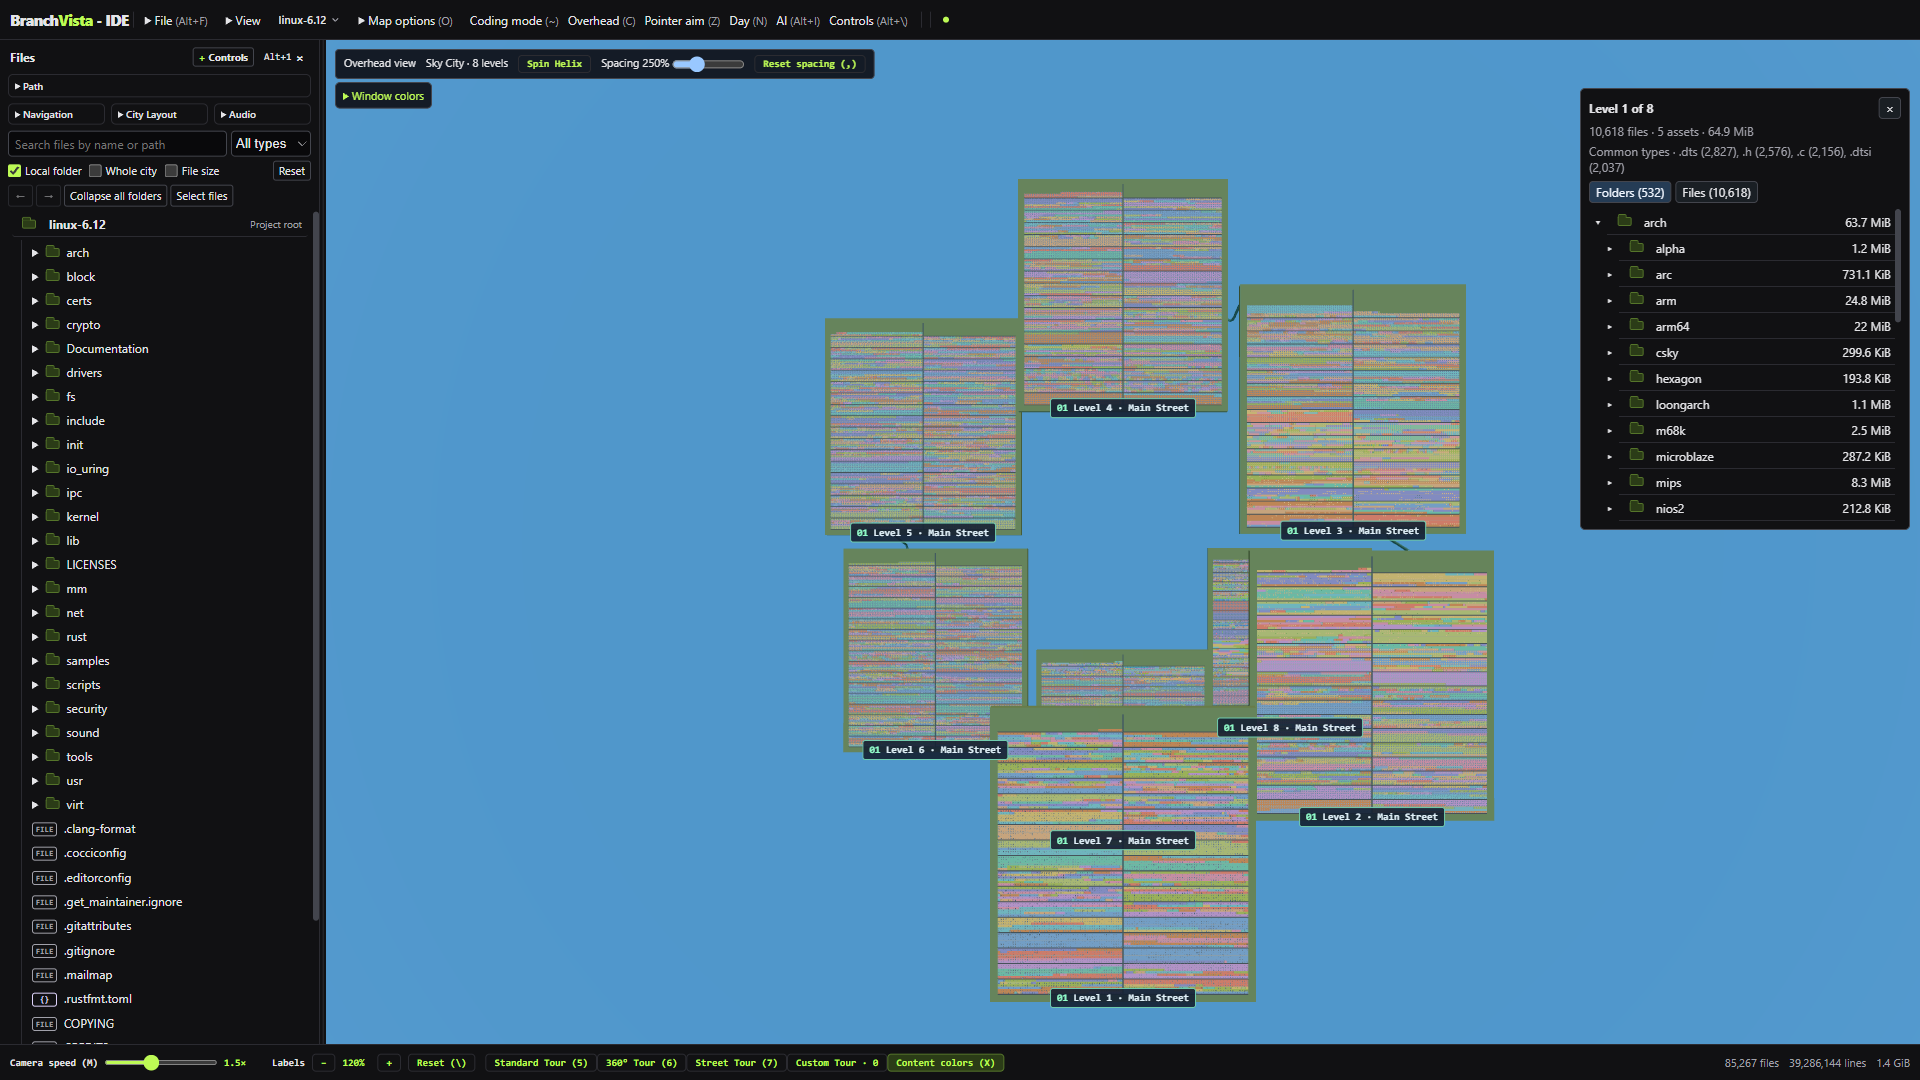 BranchVista - IDE ▶ File (Alt+F) ▶ View linux-6.12 ▶ Map options (O) Coding mode (~) Overhead (C) Pointer aim (Z) Day (N) AI (Alt+I) Controls (Alt+\)
Files + Controls Alt+1 ×
▶ Path
▶ Navigation ▶ City Layout ▶ Audio
Search files by name or path All types
Local folder Whole city File size Reset
← → Collapse all folders Select files
linux-6.12 Project root
arch
block
certs
crypto
Documentation
drivers
fs
include
init
io_uring
ipc
kernel
lib
LICENSES
mm
net
rust
samples
scripts
security
sound
tools
usr
virt
FILE .clang-format
FILE .cocciconfig
FILE .editorconfig
FILE .get_maintainer.ignore
FILE .gitattributes
FILE .gitignore
FILE .mailmap
{} .rustfmt.toml
FILE COPYING
Overhead view Sky City · 8 levels Spin Helix Spacing 250% Reset spacing (,)
▶ Window colors
01 Level 4 · Main Street
01 Level 5 · Main Street
01 Level 3 · Main Street
01 Level 8 · Main Street
01 Level 6 · Main Street
01 Level 2 · Main Street
01 Level 7 · Main Street
01 Level 1 · Main Street
Level 1 of 8 ×
10,618 files · 5 assets · 64.9 MiB
Common types · .dts (2,827), .h (2,576), .c (2,156), .dtsi
(2,037)
Folders (532) Files (10,618)
arch 63.7 MiB
alpha 1.2 MiB
arc 731.1 KiB
arm 24.8 MiB
arm64 22 MiB
csky 299.6 KiB
hexagon 193.8 KiB
loongarch 1.1 MiB
m68k 2.5 MiB
microblaze 287.2 KiB
mips 8.3 MiB
nios2 212.8 KiB
Camera speed (M) 1.5× Labels − 120% + Reset (\) Standard Tour (5) 360° Tour (6) Street Tour (7) Custom Tour · 0 Content colors (X) 85,267 files 39,286,144 lines 1.4 GiB